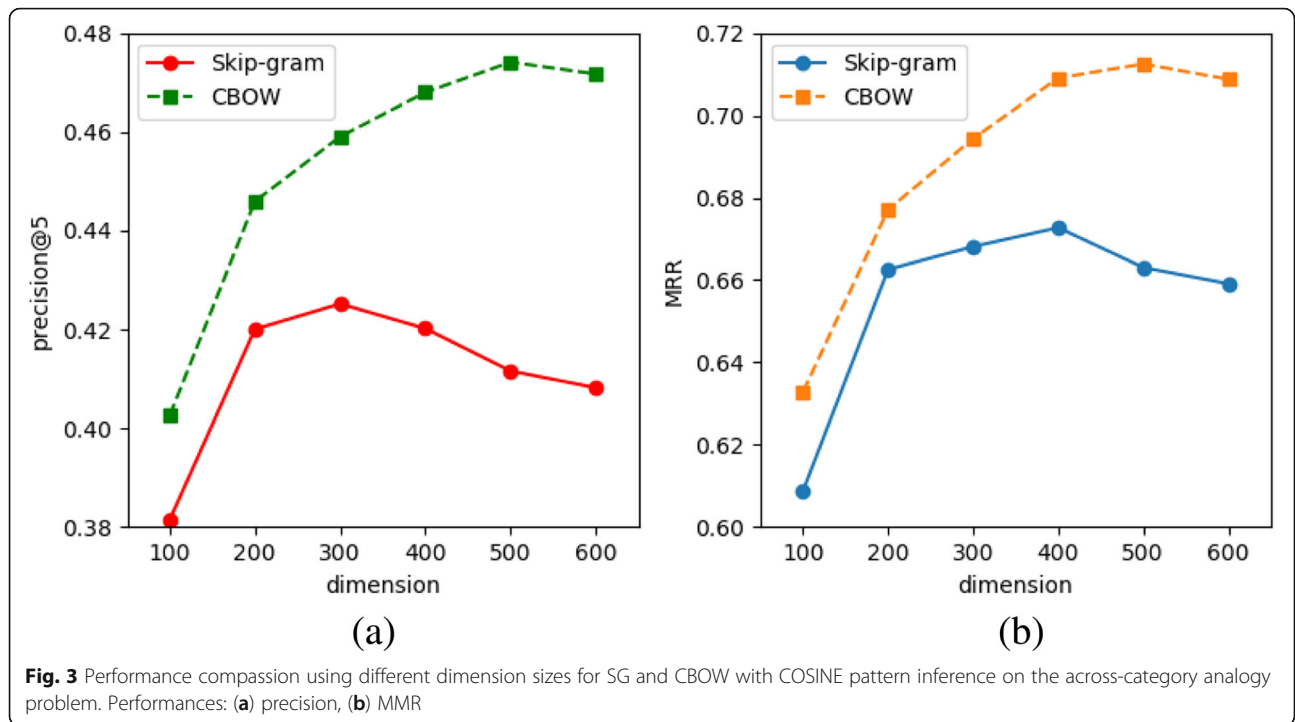 0.48
0.46
0.44
0.42
0.40
0.38
precision@5
Skip-gram
CBOW
100 200 300 400 500 600
dimension
(a)
0.72
0.70
0.68
0.66
0.64
0.62
0.60
MRR
Skip-gram
CBOW
100 200 300 400 500 600
dimension
(b)
Fig. 3 Performance compassion using different dimension sizes for SG and CBOW with COSINE pattern inference on the across-category analogy
problem. Performances: (a) precision, (b) MMR